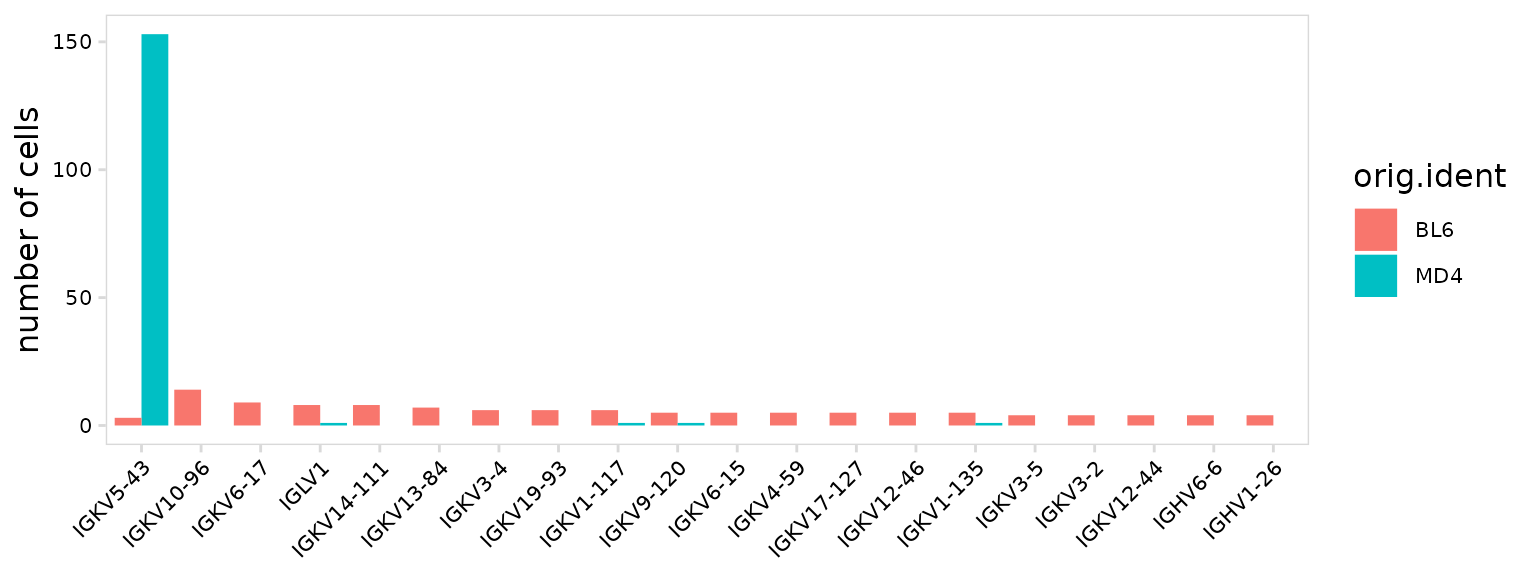 number of cells
150
100
50
0
IGKV5-43
IGKV10-96
IGKV6-17
IGLV1
IGKV14-111
IGKV13-84
IGKV3-4
IGKV19-93
IGKV1-117
IGKV9-120
IGKV6-15
IGKV4-59
IGKV17-127
IGKV12-46
IGKV1-135
IGKV3-5
IGKV3-2
IGKV12-44
IGHV6-6
IGHV1-26
orig.ident
BL6
MD4